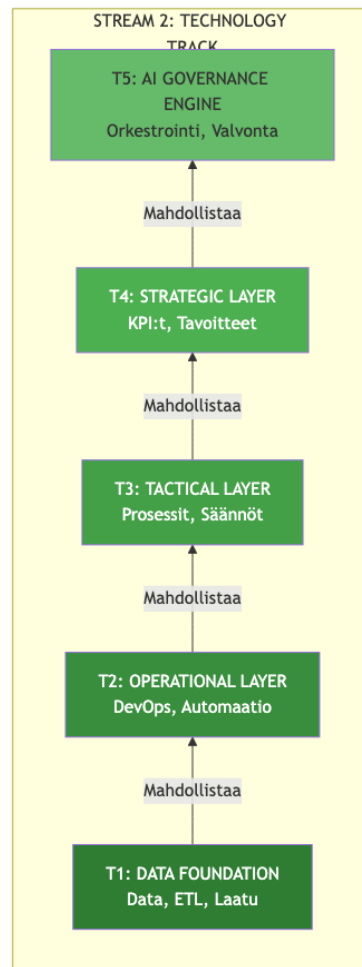 STREAM 2: TECHNOLOGY
TRACK
T5: AI GOVERNANCE
ENGINE
Orkestrointi, Valvonta
Mahdollistaa
T4: STRATEGIC LAYER
KPI:t, Tavoitteet
Mahdollistaa
T3: TACTICAL LAYER
Prosessit, Säännöt
Mahdollistaa
T2: OPERATIONAL LAYER
DevOps, Automaatio
Mahdollistaa
T1: DATA FOUNDATION
Data, ETL, Laatu